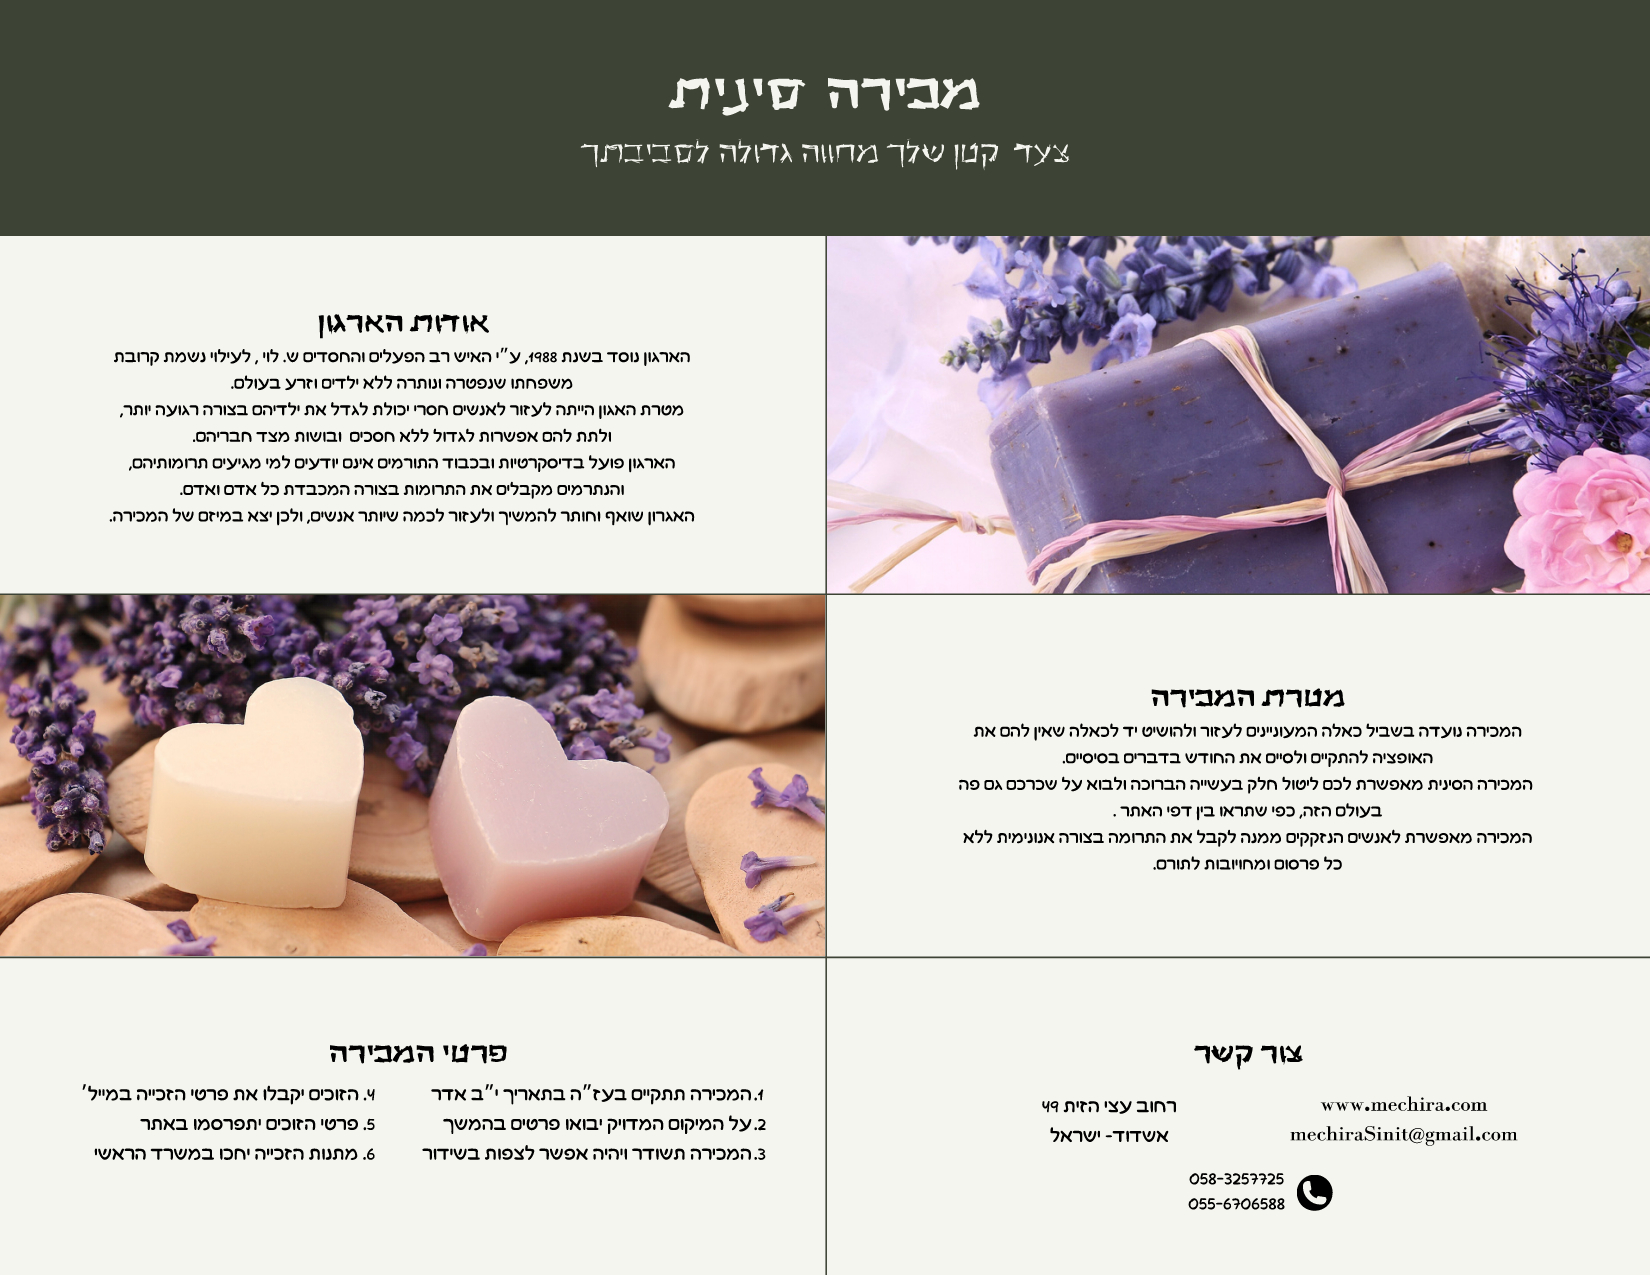 מכירה סינית
צעד קטן שלך מחווה גדולה לסביבתך
אודות הארגון
הארגון נוסד בשנת 1988, ע"י האיש רב הפעלים והחסדים ש. לוי , לעילוי נשמת קרובת
משפחתו שנפטרה ונותרה ללא ילדים וזרע בעולם.
מטרת האגון הייתה לעזור לאנשים חסרי יכולת לגדל את ילדיהם בצורה רגועה יותר,
ולתת להם אפשרות לגדול ללא חסכים ובושות מצד חבריהם.
הארגון פועל בדיסקרטיות ובכבוד התורמים אינם יודעים למי מגיעים תרומותיהם,
והנתרמים מקבלים את התרומות בצורה המכבדת כל אדם ואדם.
האגרון שואף וחותר להמשיך ולעזור לכמה שיותר אנשים, ולכן יצא במיזם של המכירה.
מטרת המכירה
המכירה נועדה בשביל כאלה המעוניינים לעזור ולהושיט יד לכאלה שאין להם את
האופציה להתקיים ולסיים את החודש בדברים בסיסיים.
המכירה הסינית מאפשרת לכם ליטול חלק בעשייה הברוכה ולבוא על שכרכם גם פה
בעולם הזה, כפי שתראו בין דפי האתר .
המכירה מאפשרת לאנשים הנזקקים ממנה לקבל את התרומה בצורה אנונימית ללא
כל פרסום ומחויובות לתורם.
צור קשר
www.mechira.com
mechiraSinit@gmail.com
רחוב עצי הזית 49
אשדוד- ישראל
058-3257725
055-6706588
פרטי המכירה
1. המכירה תתקיים בעז"ה בתאריך י"ב אדר
2. על המיקום המדויק יבואו פרטים בהמשך
3. המכירה תשודר ויהיה אפשר לצפות בשידור
4. הזוכים יקבלו את פרטי הזכייה במייל'
5. פרטי הזוכים יתפרסמו באתר
6. מתנות הזכייה יחכו במשרד הראשי